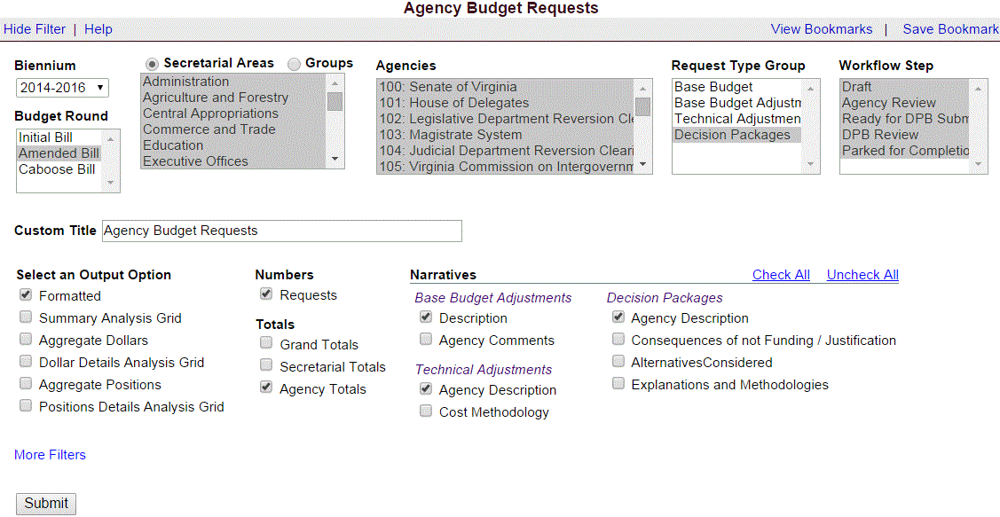 Agency Budget Requests
Hide Filter | Help
View Bookmarks | Save Bookmark
Biennium
2014-2016
Budget Round
Initial Bill
Amended Bill
Caboose Bill
Secretarial Areas Groups
Administration
Agriculture and Forestry
Central Appropriations
Commerce and Trade
Education
Executive Offices
Agencies
100: Senate of Virginia
101: House of Delegates
102: Legislative Department Reversion Cle
103: Magistrate System
104: Judicial Department Reversion Cleari
105: Virginia Commission on Intergovernm
Request Type Group
Base Budget
Base Budget Adjustm
Technical Adjustmen
Decision Packages
Workflow Step
Draft
Agency Review
Ready for DPB Subm
DPB Review
Parked for Completio
Custom Title Agency Budget Requests
Select an Output Option
Formatted
Summary Analysis Grid
Aggregate Dollars
Dollar Details Analysis Grid
Aggregate Positions
Positions Details Analysis Grid
Numbers
Requests
Totals
Grand Totals
Secretarial Totals
Agency Totals
Narratives
Check All Uncheck All
Base Budget Adjustments
Description
Agency Comments
Technical Adjustments
Agency Description
Cost Methodology
Decision Packages
Agency Description
Consequences of not Funding / Justification
AlternativesConsidered
Explanations and Methodologies
More Filters
Submit